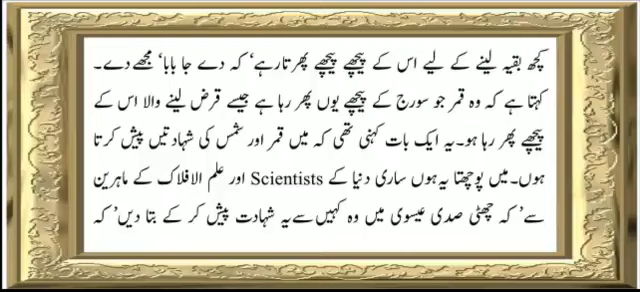 کچھ بقیہ لینے کے لیے اس کے پیچھے پیچھے پھرتا رہے‘ کہ دے جا بابا‘ مجھے دے۔
کہتا ہے کہ وہ قمر جو سورج کے پیچھے یوں پھر رہا ہے جیسے قرض لینے والا اس کے
پیچھے پھر رہا ہو۔ یہ ایک بات کہنی تھی کہ میں قمر اور شمس کی شہادتیں پیش کرتا
ہوں۔ میں پوچھتا یہ ہوں ساری دنیا کے Scientists اور علم الافلاک کے ماہرین
سے‘ کہ چھٹی صدی عیسوی میں وہ کہیں سے یہ شہادت پیش کر کے بتا دیں‘ کہ